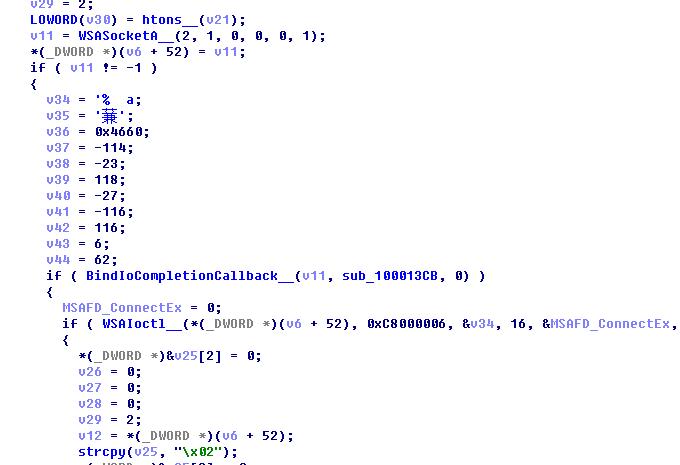 v29 = 2;
LOWORD(v30) = htons__(v21);
v11 = WSASocketA__(2, 1, 0, 0, 0, 1);
*(_DWORD *)(v6 + 52) = v11;
if ( v11 != -1 )
{
v34 = '% a;
v35 = '';
v36 = 0x4660;
v37 = -114;
v38 = -23;
v39 = 118;
v40 = -27;
v41 = -116;
v42 = 116;
v43 = 6;
v44 = 62;
if ( BindIoCompletionCallback__(v11, sub_100013CB, 0) )
{
MSAFD_ConnectEx = 0;
if ( WSAIoctl__(*(_DWORD *)(v6 + 52), 0xC8000006, &v34, 16, &MSAFD_ConnectEx,
{
*(_DWORD *)&v25[2] = 0;
v26 = 0;
v27 = 0;
v28 = 0;
v29 = 2;
v12 = *(_DWORD *)(v6 + 52);
strcpy(v25, "\x02");